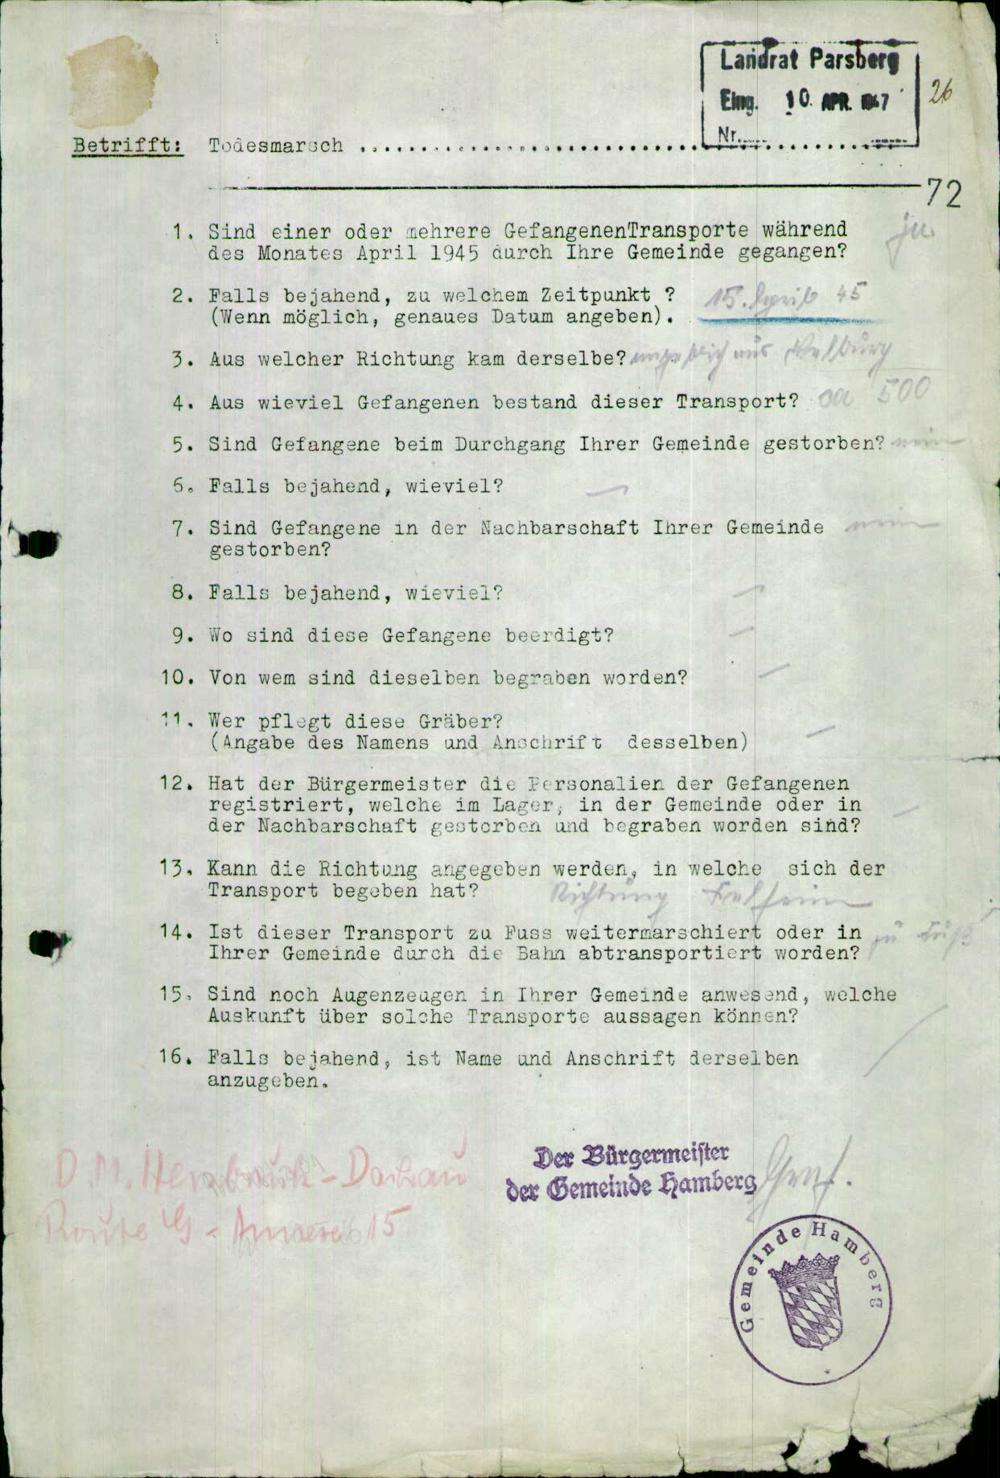 Landrat Parsberg
Eing. 10. APR. 1947
26
Nr.
Betrifft: Todesmarsch
72
1. Sind einer oder mehrere GefangenenTransporte während ja
des Monates April 1945 durch Ihre Gemeinde gegangen?
2. Falls bejahend, zu welchem Zeitpunkt ? 15. April 45
(Wenn möglich, genaues Datum angeben).
3. Aus welcher Richtung kam derselbe? angeblich aus Velburg
4. Aus wieviel Gefangenen bestand dieser Transport? ca 500
5. Sind Gefangene beim Durchgang Ihrer Gemeinde gestorben? nein
6. Falls bejahend, wieviel? —
7. Sind Gefangene in der Nachbarschaft Ihrer Gemeinde nein
gestorben?
8. Falls bejahend, wieviel? —
9. Wo sind diese Gefangene beerdigt? —
10. Von wem sind dieselben begraben worden? —
11. Wer pflegt diese Gräber?
(Angabe des Namens und Anschrift desselben) —
12. Hat der Bürgermeister die Personalien der Gefangenen
registriert, welche im Lager, in der Gemeinde oder in —
der Nachbarschaft gestorben und begraben worden sind?
13. Kann die Richtung angegeben werden, in welche sich der
Transport begeben hat? Richtung
14. Ist dieser Transport zu Fuss weitermarschiert oder in zu Fuß
Ihrer Gemeinde durch die Bahn abtransportiert worden?
15. Sind noch Augenzeugen in Ihrer Gemeinde anwesend, welche
Auskunft über solche Transporte aussagen können?
16. Falls bejahend, ist Name und Anschrift derselben
anzugeben.
D.M. Hersbruck - Dachau
Route G - Annexe 15
Der Bürgermeister
der Gemeinde Hamberg
Gemeinde Hamberg